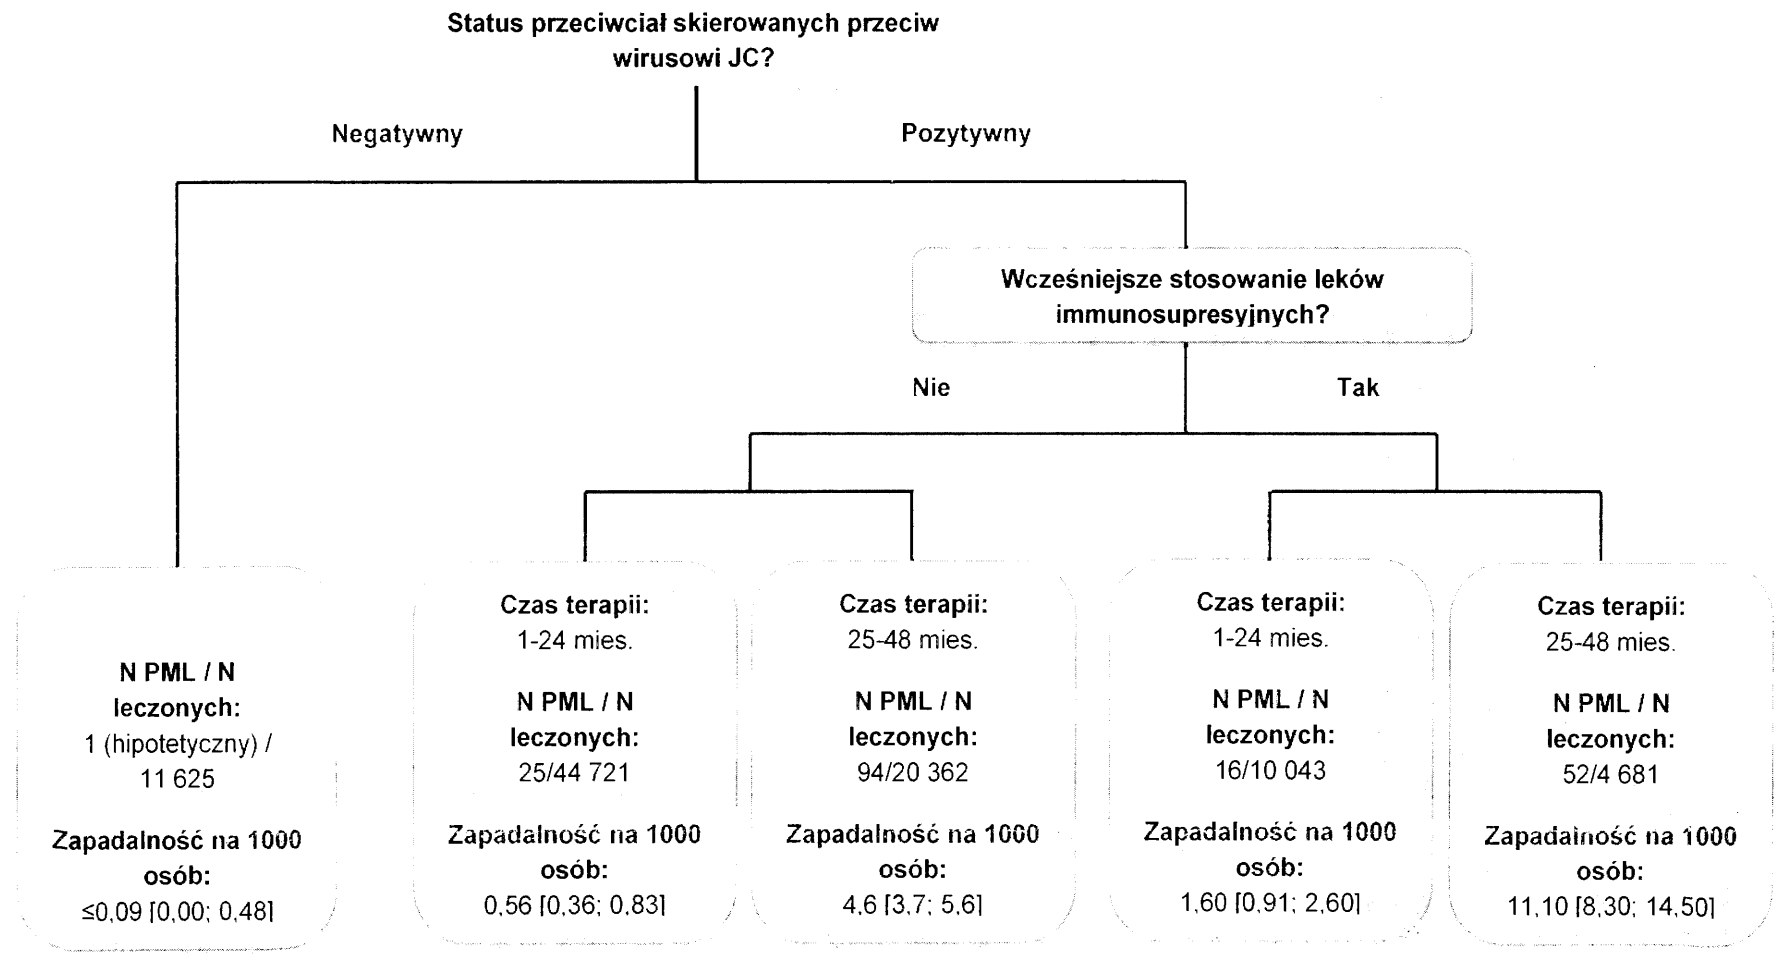 Status przeciwciał skierowanych przeciw
wirusowi JC?
Negatywny
Pozytywny
Wcześniejsze stosowanie leków
immunosupresyjnych?
Nie
Tak
N PML / N
leczonych:
1 (hipotetyczny) /
11 625
Zapadalność na 1000
osób:
≤0,09 [0,00; 0,48]
Czas terapii:
1-24 mies.
N PML / N
leczonych:
25/44 721
Zapadalność na 1000
osób:
0,56 [0,36; 0,83]
Czas terapii:
25-48 mies.
N PML / N
leczonych:
94/20 362
Zapadalność na 1000
osób:
4,6 [3,7; 5,6]
Czas terapii:
1-24 mies.
N PML / N
leczonych:
16/10 043
Zapadalność na 1000
osób:
1,60 [0,91; 2,60]
Czas terapii:
25-48 mies.
N PML / N
leczonych:
52/4 681
Zapadalność na 1000
osób:
11,10 [8,30; 14,50]